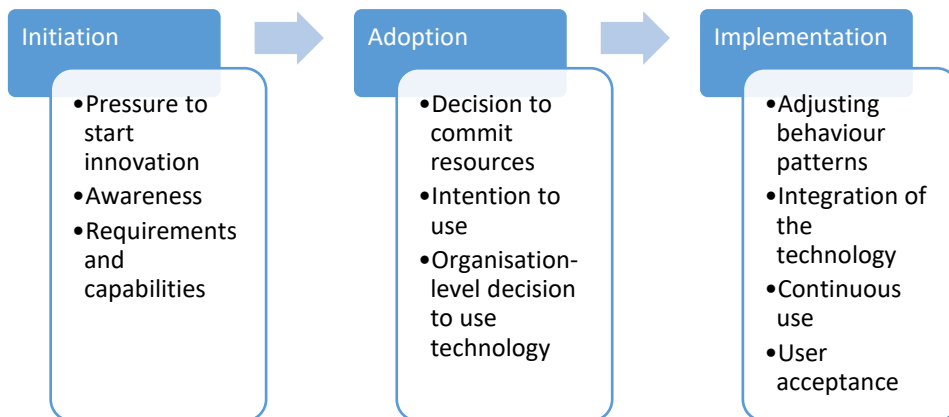 Initiation
•Pressure to
start
innovation
•Awareness
•Requirements
and
capabilities
Adoption
•Decision to
commit
resources
•Intention to
use
•Organisation-
level decision
to use
technology
Implementation
•Adjusting
behaviour
patterns
•Integration of
the
technology
•Continuous
use
•User
acceptance